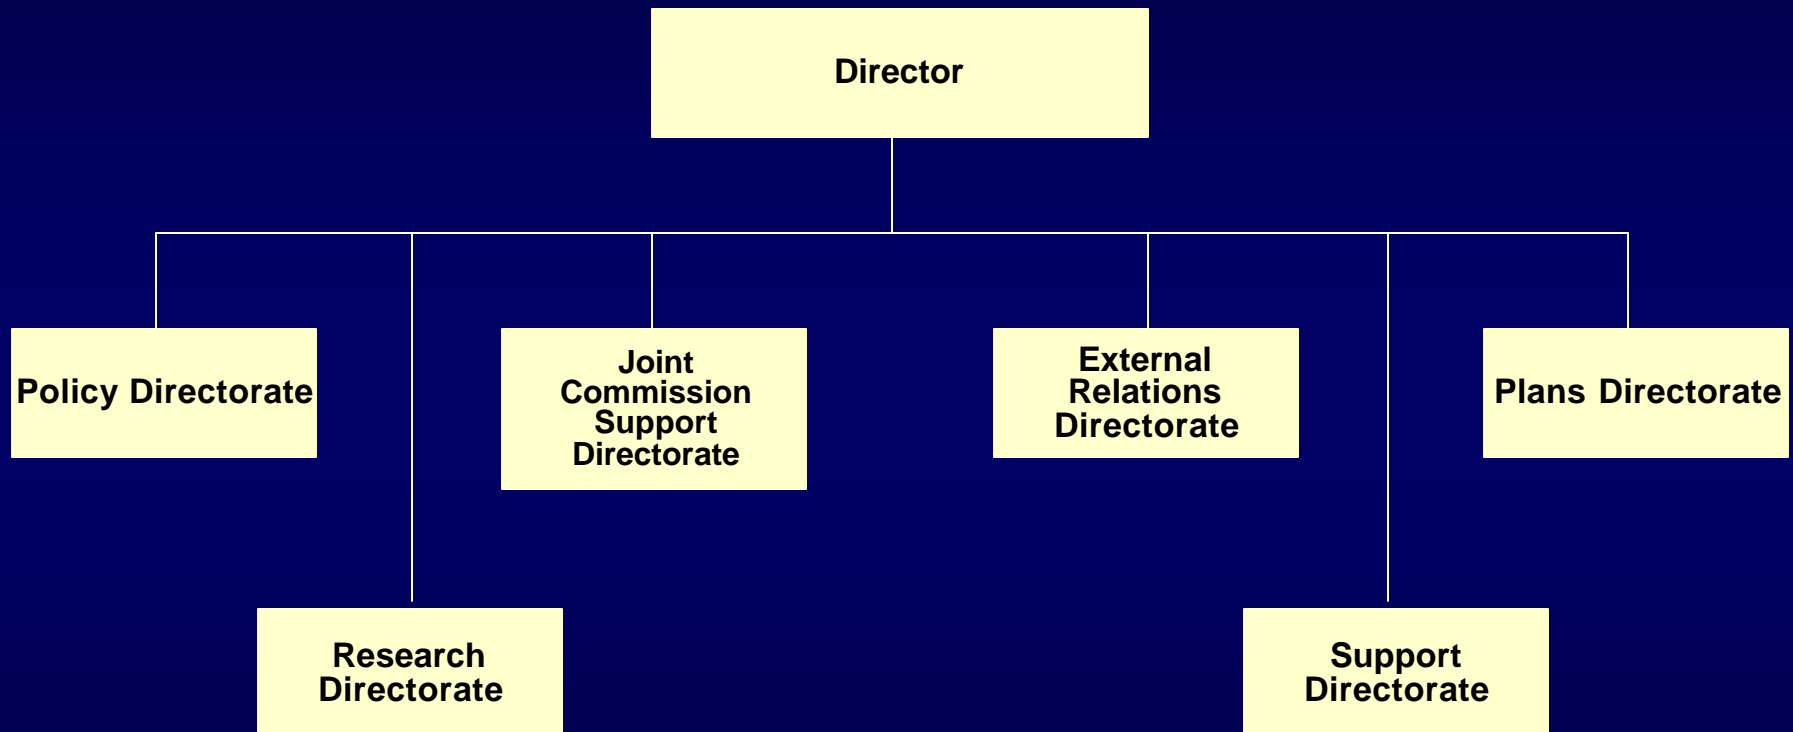 Director
Policy Directorate
Joint
Commission
Support
Directorate
External
Relations
Directorate
Plans Directorate
Research
Directorate
Support
Directorate